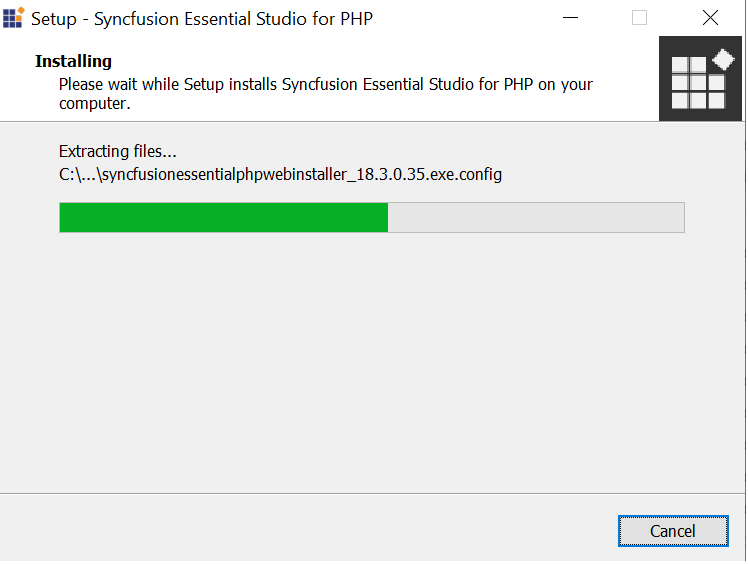 Setup - Syncfusion Essential Studio for PHP
Installing
Please wait while Setup installs Syncfusion Essential Studio for PHP on your
computer.
Extracting files...
C:\...\syncfusionessentialphpwebinstaller_18.3.0.35.exe.config
Cancel